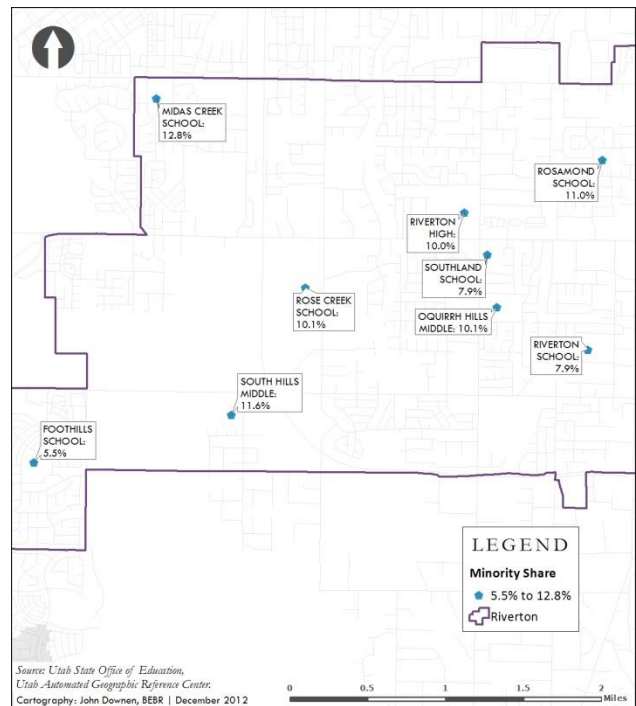 MIDAS CREEK
SCHOOL:
12.8%
ROSAMOND
SCHOOL:
11.0%
RIVERTON
HIGH:
10.0%
SOUTHLAND
SCHOOL:
7.9%
ROSE CREEK
SCHOOL:
10.1%
OQUIRRH HILLS
MIDDLE: 10.1%
RIVERTON
SCHOOL:
7.9%
SOUTH HILLS
MIDDLE:
11.6%
FOOTHILLS
SCHOOL:
5.5%
LEGEND
Minority Share
5.5% to 12.8%
Riverton
Source: Utah State Office of Education,
Utah Automated Geographic Reference Center.
Cartography: John Downen, BEBR | December 2012
0 0.5 1 1.5 2
Miles